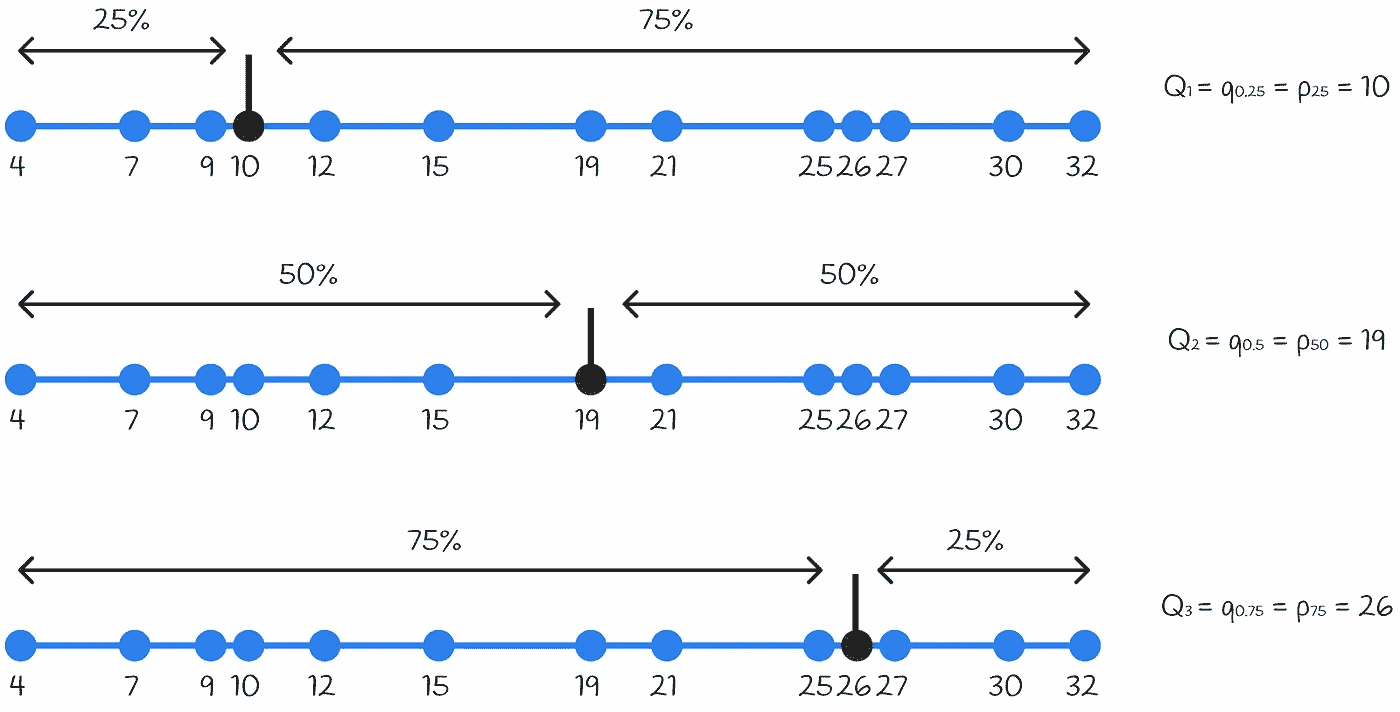 25% 75%
Q1 = q0.25 = p25 = 10
4 7 9 10 12 15 19 21 25 26 27 30 32
50% 50%
Q2 = q0.5 = p50 = 19
4 7 9 10 12 15 19 21 25 26 27 30 32
75% 25%
Q3 = q0.75 = p75 = 26
4 7 9 10 12 15 19 21 25 26 27 30 32